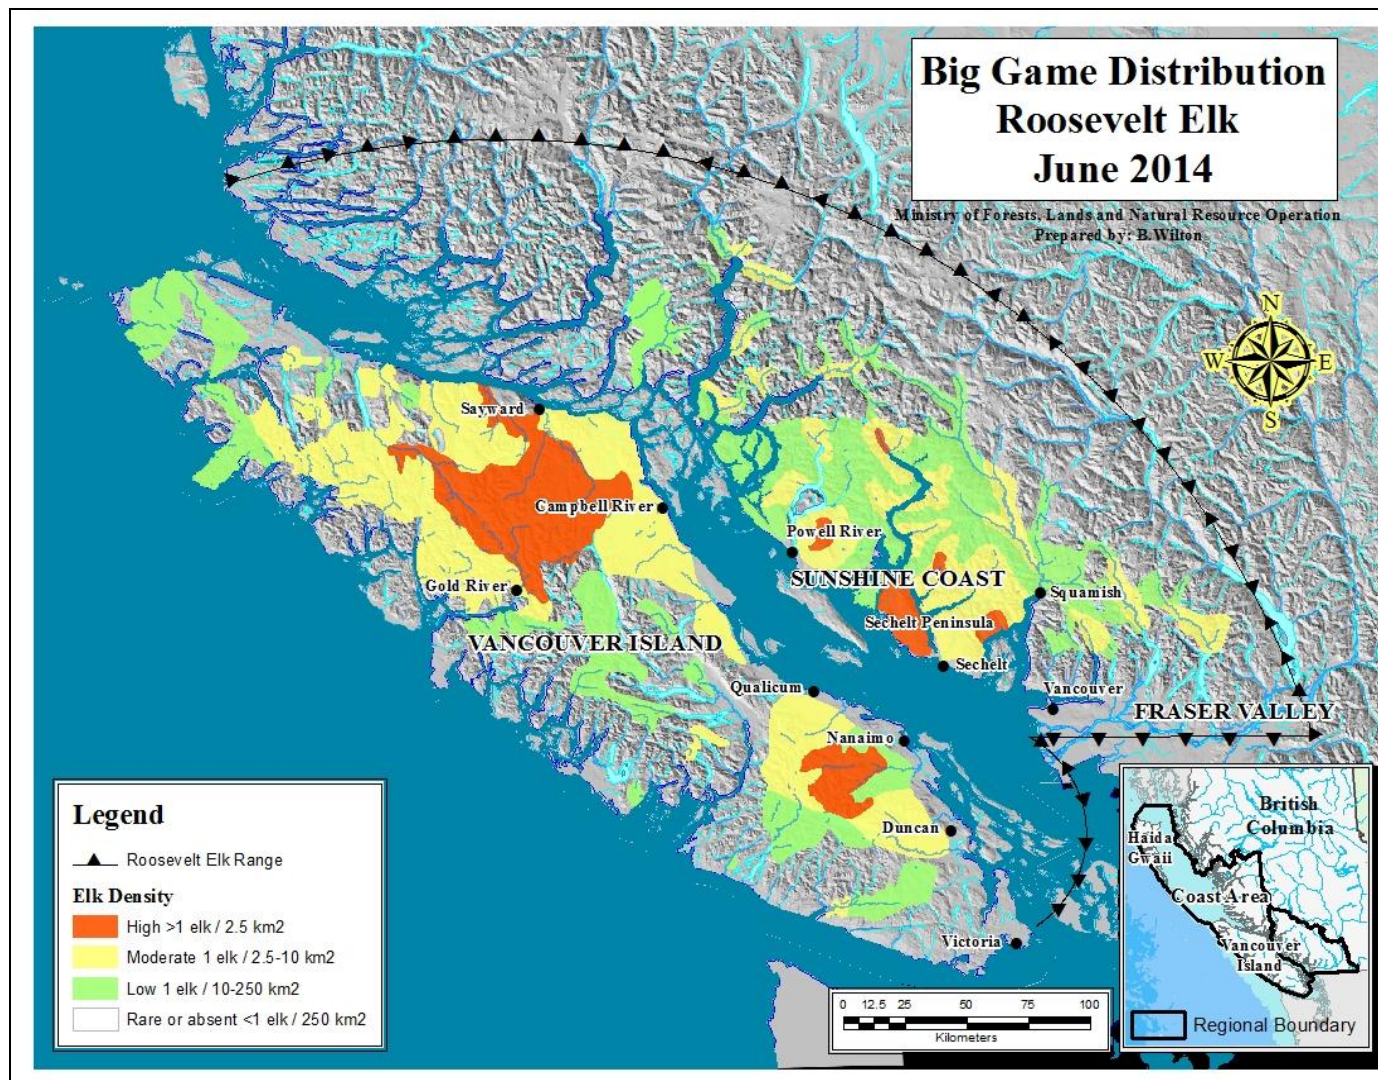 Big Game Distribution
Roosevelt Elk
June 2014
Ministry of Forests, Lands and Natural Resource Operation
Prepared by: B.Wilton
N
W
E
S
Sayward
Campbell River
Powell River
SUNSHINE COAST
Gold River
Squamish
Sechelt Peninsula
VANCOUVER ISLAND
Sechelt
Qualicum
Vancouver
FRASER VALLEY
Nanaimo
Duncan
Victoria
Legend
Roosevelt Elk Range
Elk Density
High >1 elk / 2.5 km2
Moderate 1 elk / 2.5-10 km2
Low 1 elk / 10-250 km2
Rare or absent <1 elk / 250 km2
0 12.5 25 50 75 100
Kilometers
British
Columbia
Haida
Gwaii
Coast Area
Vancouver
Island
Regional Boundary